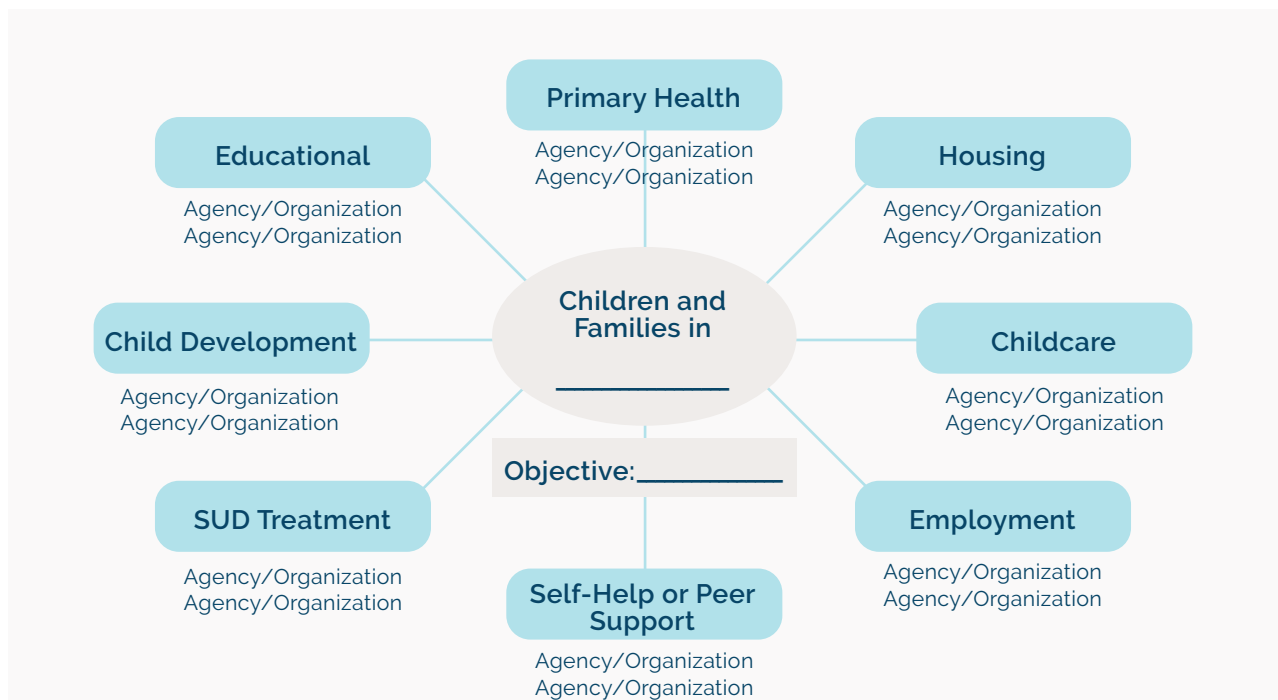 Primary Health
Agency/Organization
Agency/Organization
Educational
Agency/Organization
Agency/Organization
Housing
Agency/Organization
Agency/Organization
Children and
Families in
____________
Child Development
Agency/Organization
Agency/Organization
Childcare
Agency/Organization
Agency/Organization
Objective:__________
SUD Treatment
Agency/Organization
Agency/Organization
Employment
Agency/Organization
Agency/Organization
Self-Help or Peer
Support
Agency/Organization
Agency/Organization